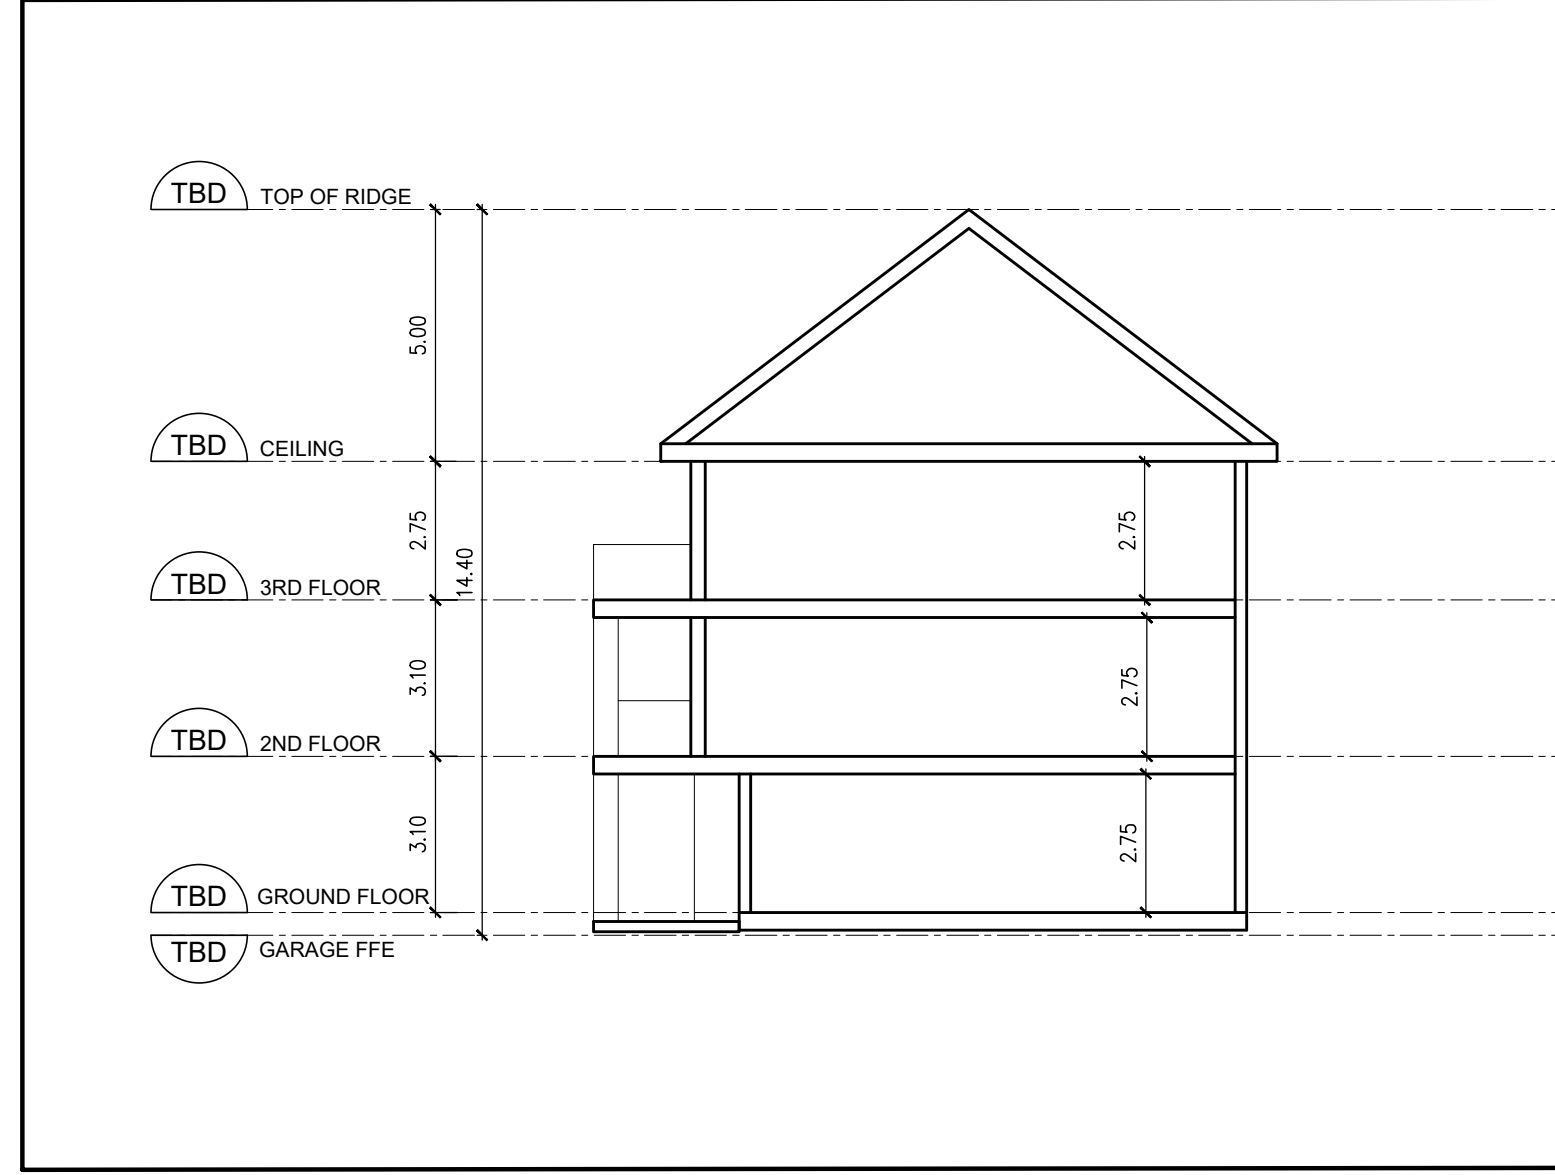 TBD TOP OF RIDGE
5.00
TBD CEILING
2.75
2.75
14.40
TBD 3RD FLOOR
3.10
2.75
TBD 2ND FLOOR
3.10
2.75
TBD GROUND FLOOR
TBD GARAGE FFE